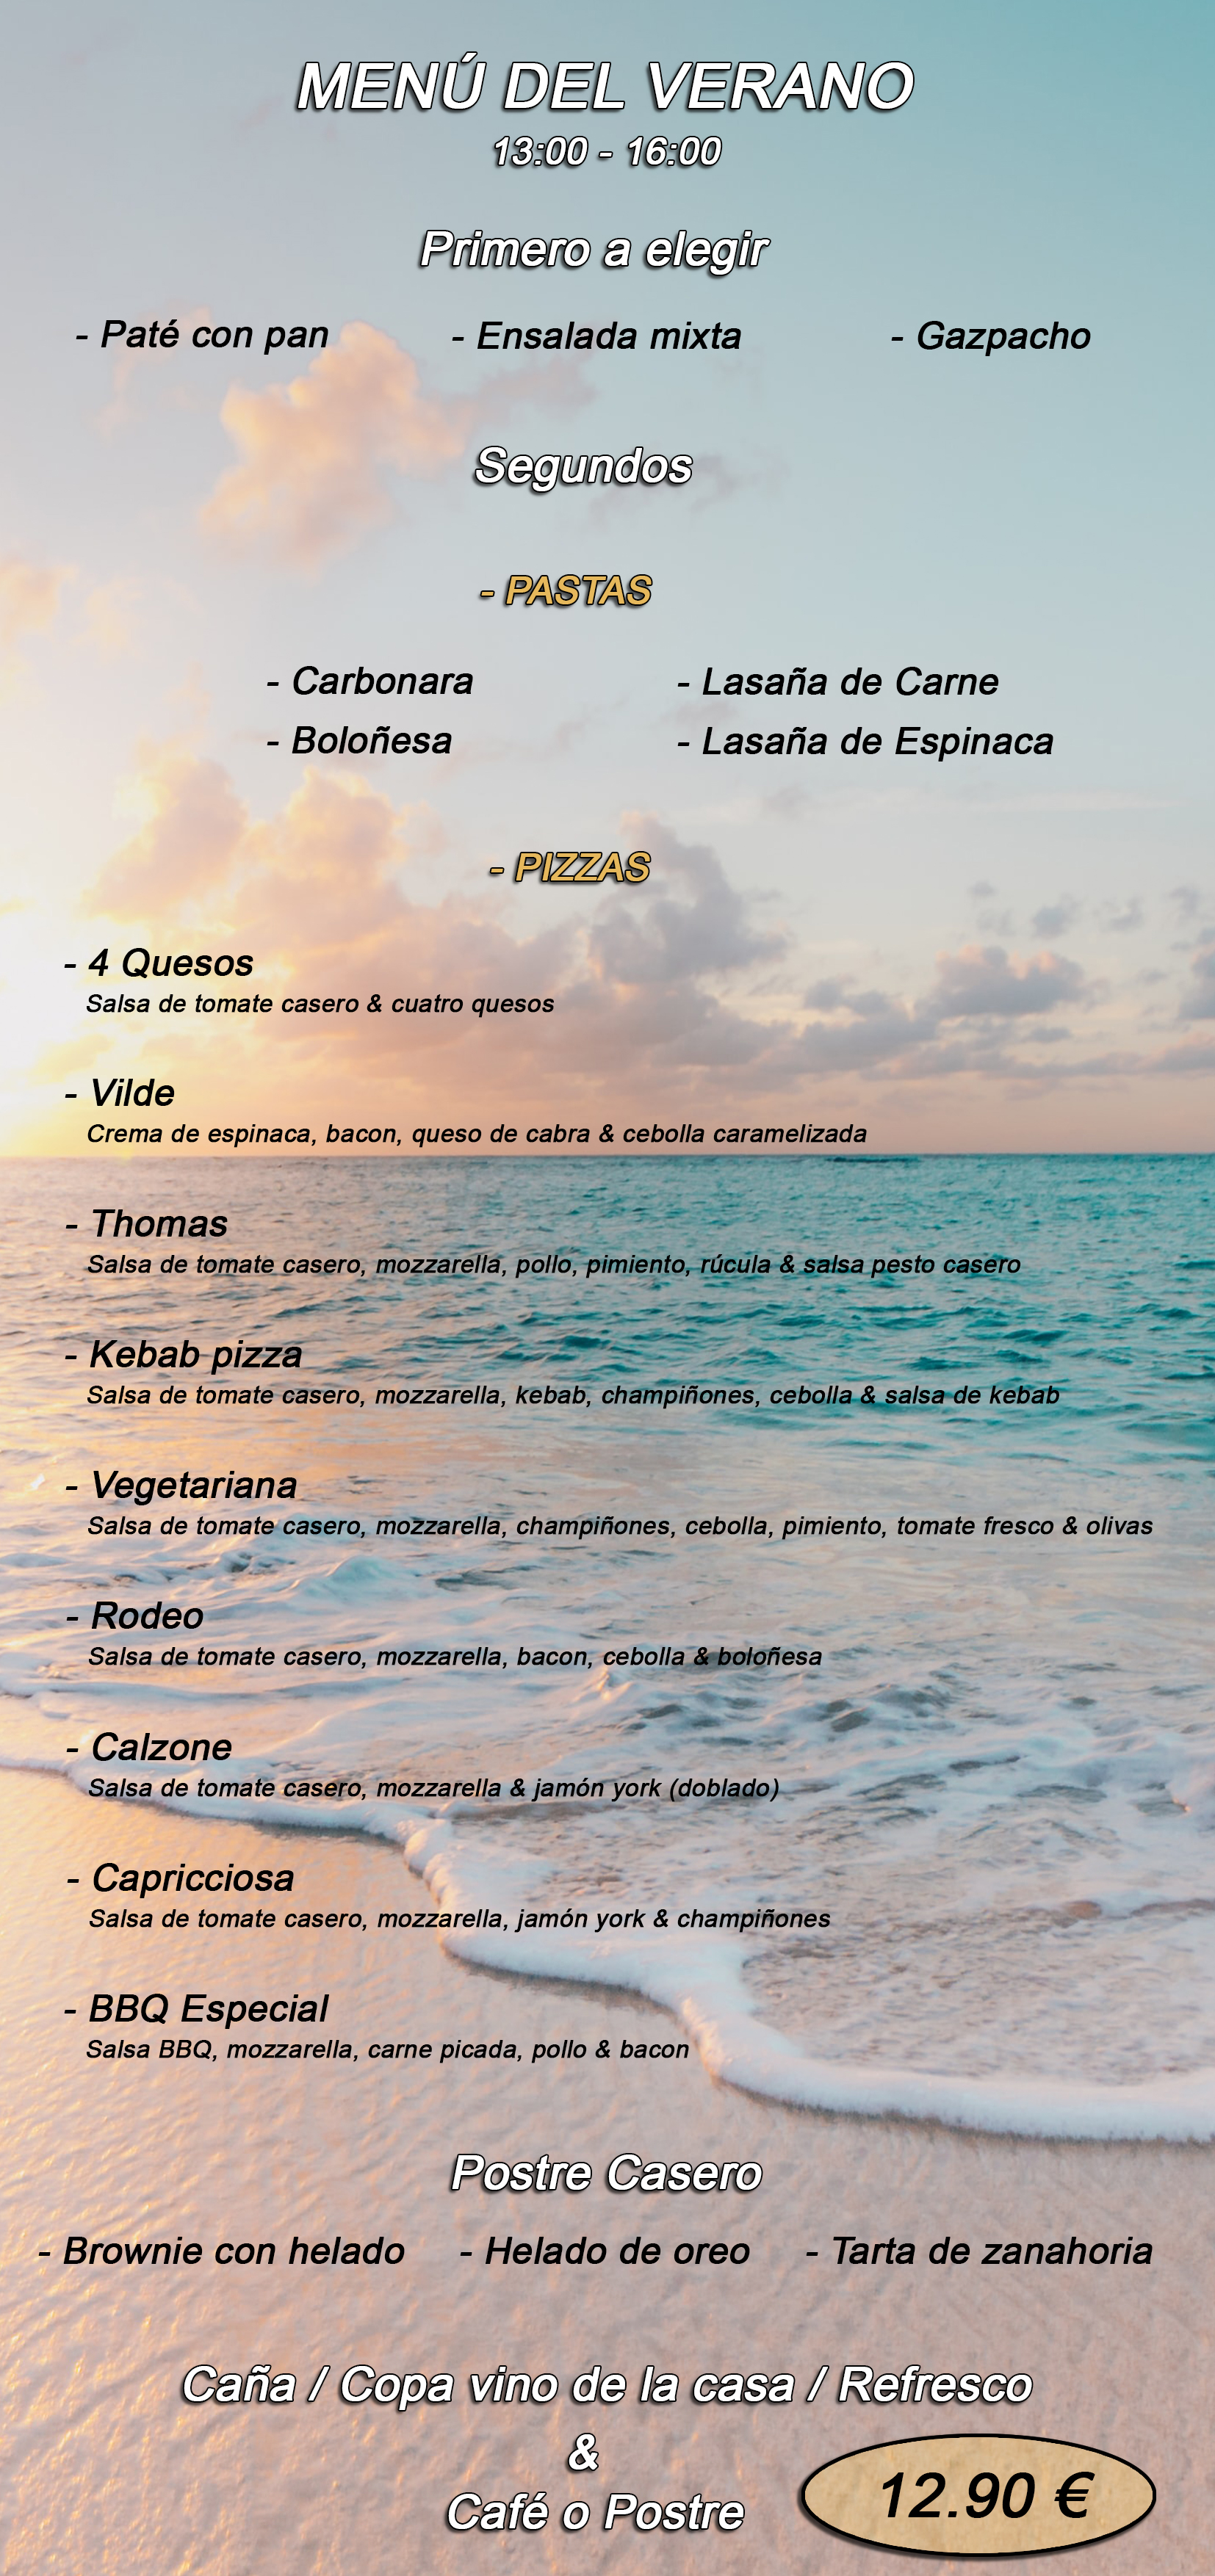 MENÚ DEL VERANO
13:00 - 16:00
Primero a elegir
- Paté con pan - Ensalada mixta - Gazpacho
Segundos
- PASTAS
- Carbonara - Lasaña de Carne
- Boloñesa - Lasaña de Espinaca
- PIZZAS
- 4 Quesos
Salsa de tomate casero & cuatro quesos
- Vilde
Crema de espinaca, bacon, queso de cabra & cebolla caramelizada
- Thomas
Salsa de tomate casero, mozzarella, pollo, pimiento, rúcula & salsa pesto casero
- Kebab pizza
Salsa de tomate casero, mozzarella, kebab, champiñones, cebolla & salsa de kebab
- Vegetariana
Salsa de tomate casero, mozzarella, champiñones, cebolla, pimiento, tomate fresco & olivas
- Rodeo
Salsa de tomate casero, mozzarella, bacon, cebolla & boloñesa
- Calzone
Salsa de tomate casero, mozzarella & jamón york (doblado)
- Capricciosa
Salsa de tomate casero, mozzarella, jamón york & champiñones
- BBQ Especial
Salsa BBQ, mozzarella, carne picada, pollo & bacon
Postre Casero
- Brownie con helado - Helado de oreo - Tarta de zanahoria
Caña / Copa vino de la casa / Refresco
&
Café o Postre
12.90 €